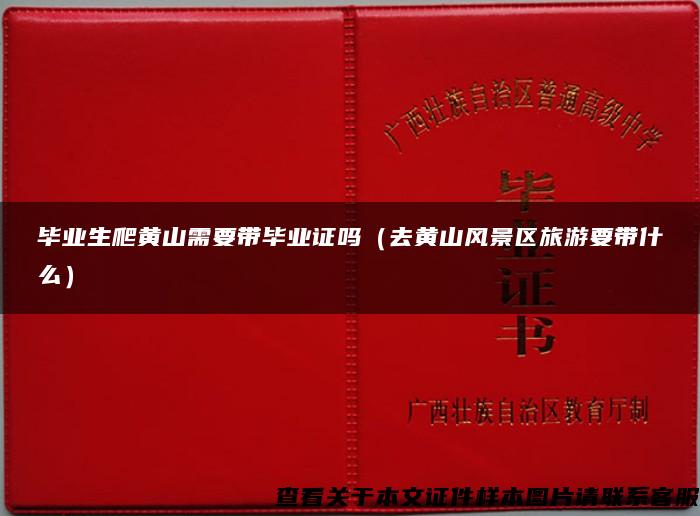 广西壮族自治区普通高级中学
毕业证书
毕业生爬黄山需要带毕业证吗（去黄山风景区旅游要带什
么）
广西壮族自治区教育厅制
查看关于本文证件样本图片请联系客服